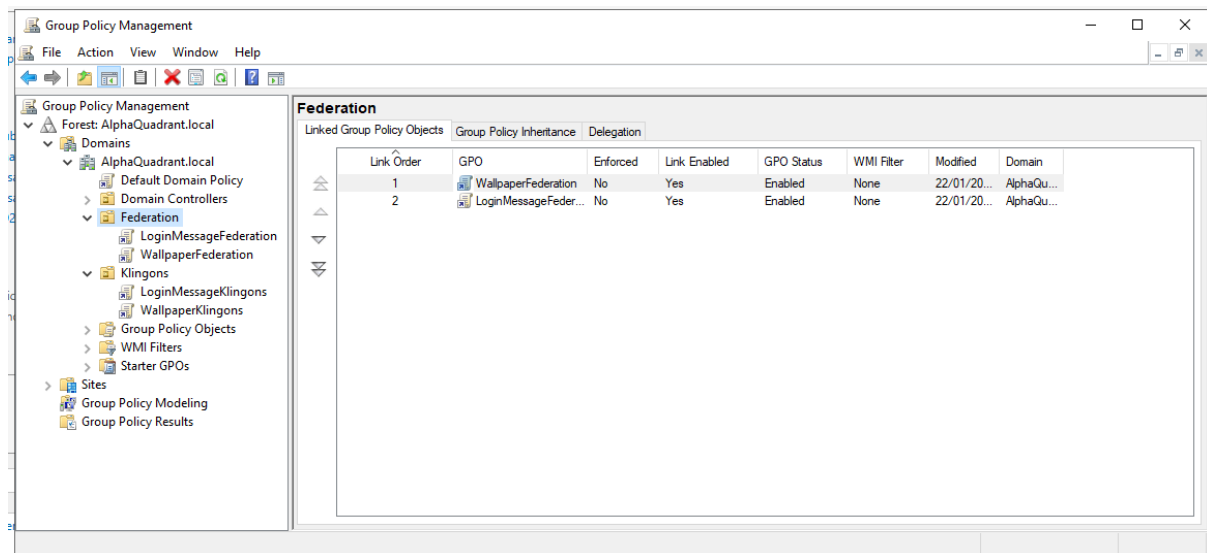 Group Policy Management
File Action View Window Help
Group Policy Management
Forest: AlphaQuadrant.local
Domains
AlphaQuadrant.local
Default Domain Policy
Domain Controllers
Federation
LoginMessageFederation
WallpaperFederation
Klingons
LoginMessageKlingons
WallpaperKlingons
Group Policy Objects
WMI Filters
Starter GPOs
Sites
Group Policy Modeling
Group Policy Results
Federation
Linked Group Policy Objects Group Policy Inheritance Delegation
Link Order GPO Enforced Link Enabled GPO Status WMI Filter Modified Domain
1 WallpaperFederation No Yes Enabled None 22/01/20... AlphaQu...
2 LoginMessageFeder... No Yes Enabled None 22/01/20... AlphaQu...